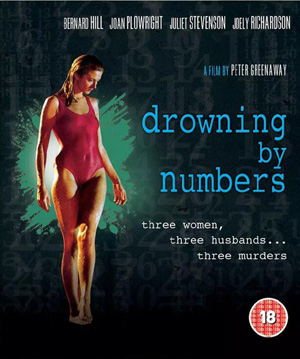 BERNARD HILL JOAN PLOWRIGHT JULIET STEVENSON JOELY RICHARDSON
A FILM BY PETER GREENAWAY
drowning
by
numbers
three women,
three husbands...
three murders
18